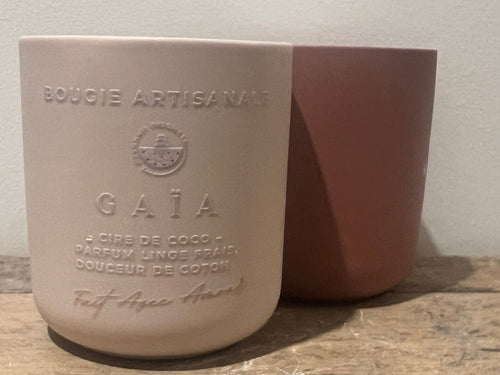 BOUGIE ARTISANALE
GAÏA
- CIRE DE COCO -
PARFUM LINGE FRAIS,
DOUCEUR DE COTON
Fait Avec Amour